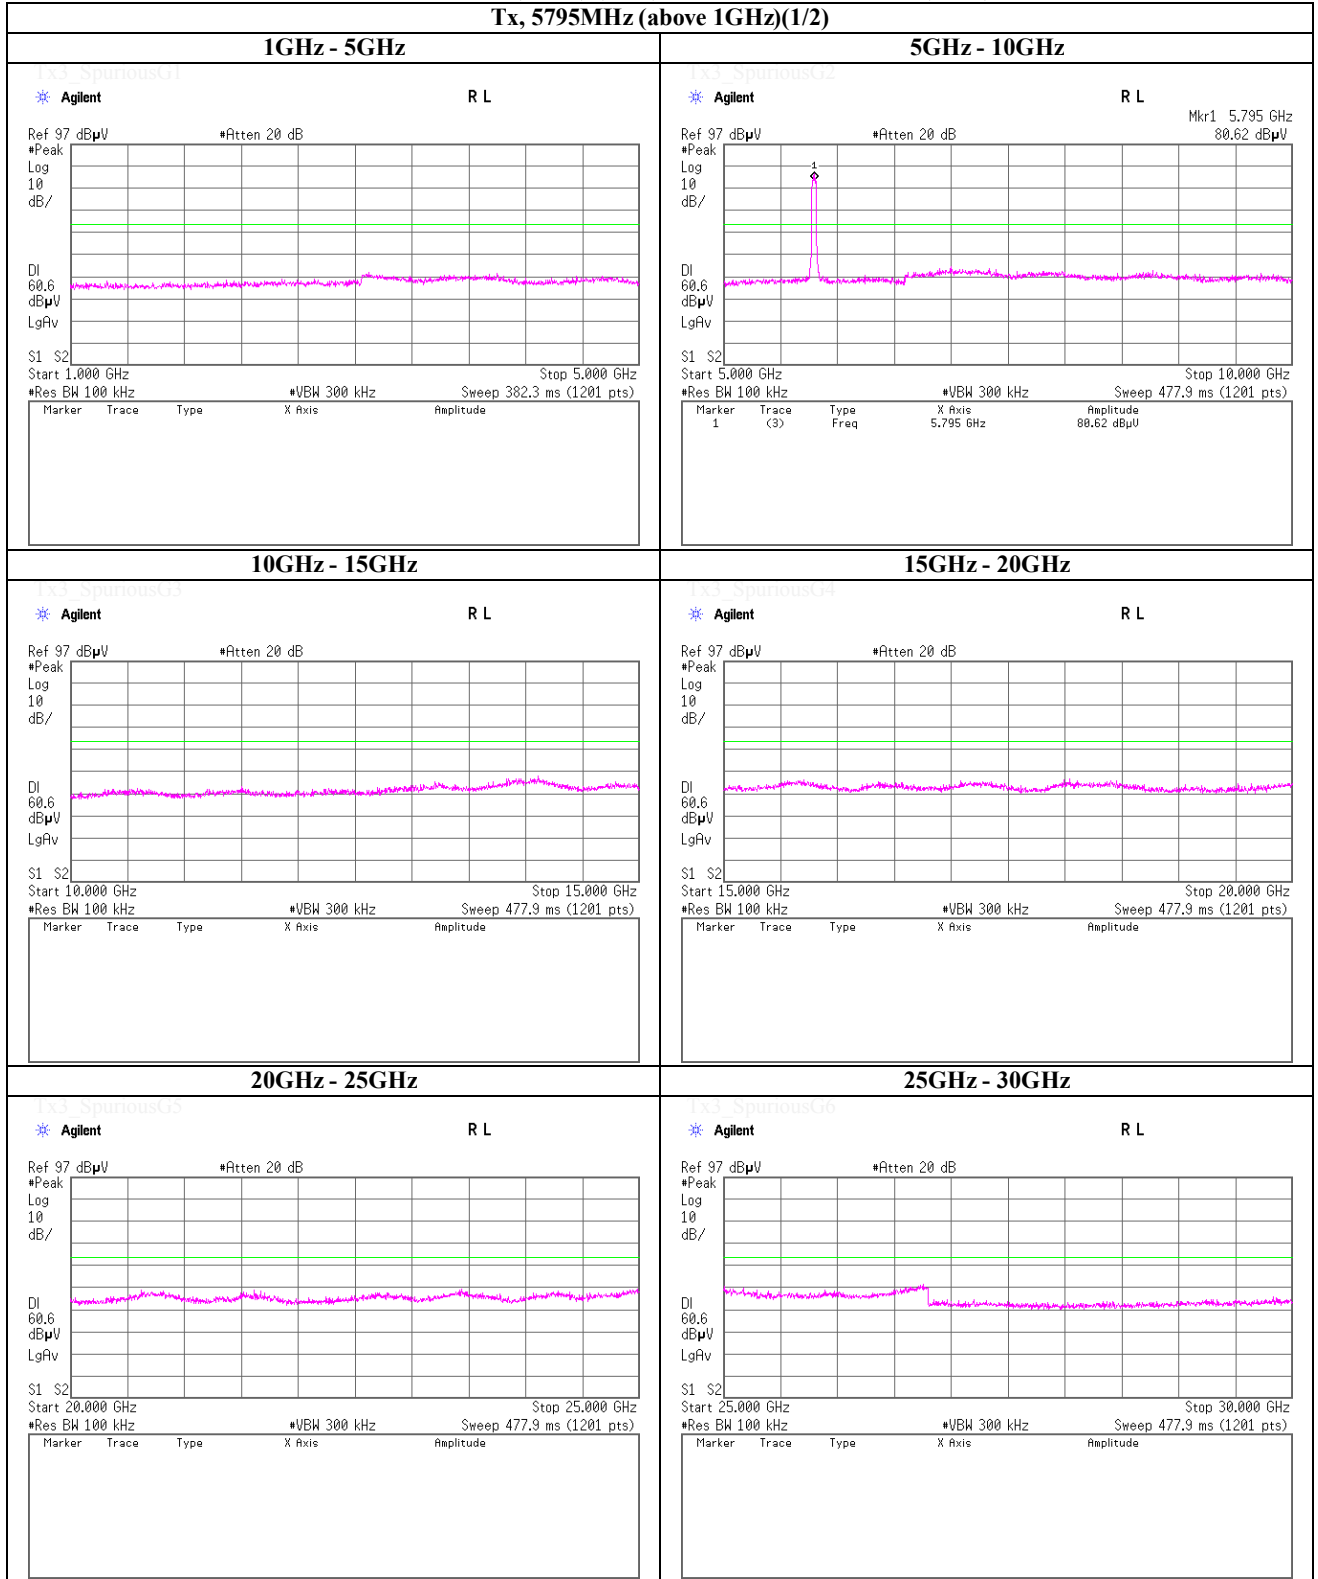 Tx, 5795MHz (above 1GHz)(1/2)
1GHz - 5GHz
Tx3_SpuriousG1
Agilent R L
Ref 97 dBµV #Atten 20 dB
#Peak
Log
10
dB/
DI
60.6
dBµV
LgAv
S1 S2
Start 1.000 GHz Stop 5.000 GHz
#Res BW 100 kHz #VBW 300 kHz Sweep 382.3 ms (1201 pts)
Marker Trace Type X Axis Amplitude
5GHz - 10GHz
Tx3_SpuriousG2
Agilent R L
Mkr1 5.795 GHz
Ref 97 dBµV #Atten 20 dB 80.62 dBµV
#Peak
Log
10
dB/
1
DI
60.6
dBµV
LgAv
S1 S2
Start 5.000 GHz Stop 10.000 GHz
#Res BW 100 kHz #VBW 300 kHz Sweep 477.9 ms (1201 pts)
Marker Trace Type X Axis Amplitude
1 (3) Freq 5.795 GHz 80.62 dBµV
10GHz - 15GHz
Tx3_SpuriousG3
Agilent R L
Ref 97 dBµV #Atten 20 dB
#Peak
Log
10
dB/
DI
60.6
dBµV
LgAv
S1 S2
Start 10.000 GHz Stop 15.000 GHz
#Res BW 100 kHz #VBW 300 kHz Sweep 477.9 ms (1201 pts)
Marker Trace Type X Axis Amplitude
15GHz - 20GHz
Tx3_SpuriousG4
Agilent R L
Ref 97 dBµV #Atten 20 dB
#Peak
Log
10
dB/
DI
60.6
dBµV
LgAv
S1 S2
Start 15.000 GHz Stop 20.000 GHz
#Res BW 100 kHz #VBW 300 kHz Sweep 477.9 ms (1201 pts)
Marker Trace Type X Axis Amplitude
20GHz - 25GHz
Tx3_SpuriousG5
Agilent R L
Ref 97 dBµV #Atten 20 dB
#Peak
Log
10
dB/
DI
60.6
dBµV
LgAv
S1 S2
Start 20.000 GHz Stop 25.000 GHz
#Res BW 100 kHz #VBW 300 kHz Sweep 477.9 ms (1201 pts)
Marker Trace Type X Axis Amplitude
25GHz - 30GHz
Tx3_SpuriousG6
Agilent R L
Ref 97 dBµV #Atten 20 dB
#Peak
Log
10
dB/
DI
60.6
dBµV
LgAv
S1 S2
Start 25.000 GHz Stop 30.000 GHz
#Res BW 100 kHz #VBW 300 kHz Sweep 477.9 ms (1201 pts)
Marker Trace Type X Axis Amplitude